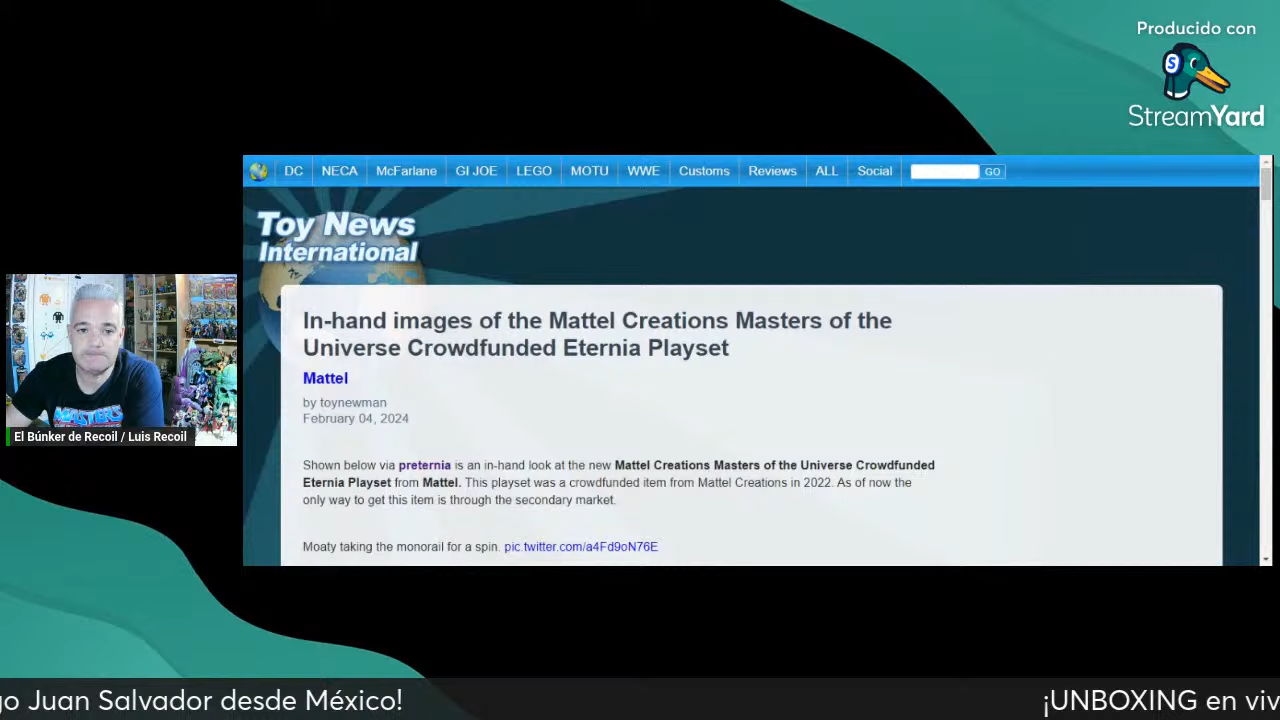 Producido con
StreamYard
DC NECA McFarlane GI JOE LEGO MOTU WWE Customs Reviews ALL Social GO
Toy News
International
In-hand images of the Mattel Creations Masters of the
Universe Crowdfunded Eternia Playset
Mattel
by toynewman
February 04, 2024
Shown below via preternia is an in-hand look at the new Mattel Creations Masters of the Universe Crowdfunded
Eternia Playset from Mattel. This playset was a crowdfunded item from Mattel Creations in 2022. As of now the
only way to get this item is through the secondary market.
Moaty taking the monorail for a spin. pic.twitter.com/a4Fd9oN76E
MASTERS
El Búnker de Recoil / Luis Recoil
go Juan Salvador desde México! ¡UNBOXING en viv